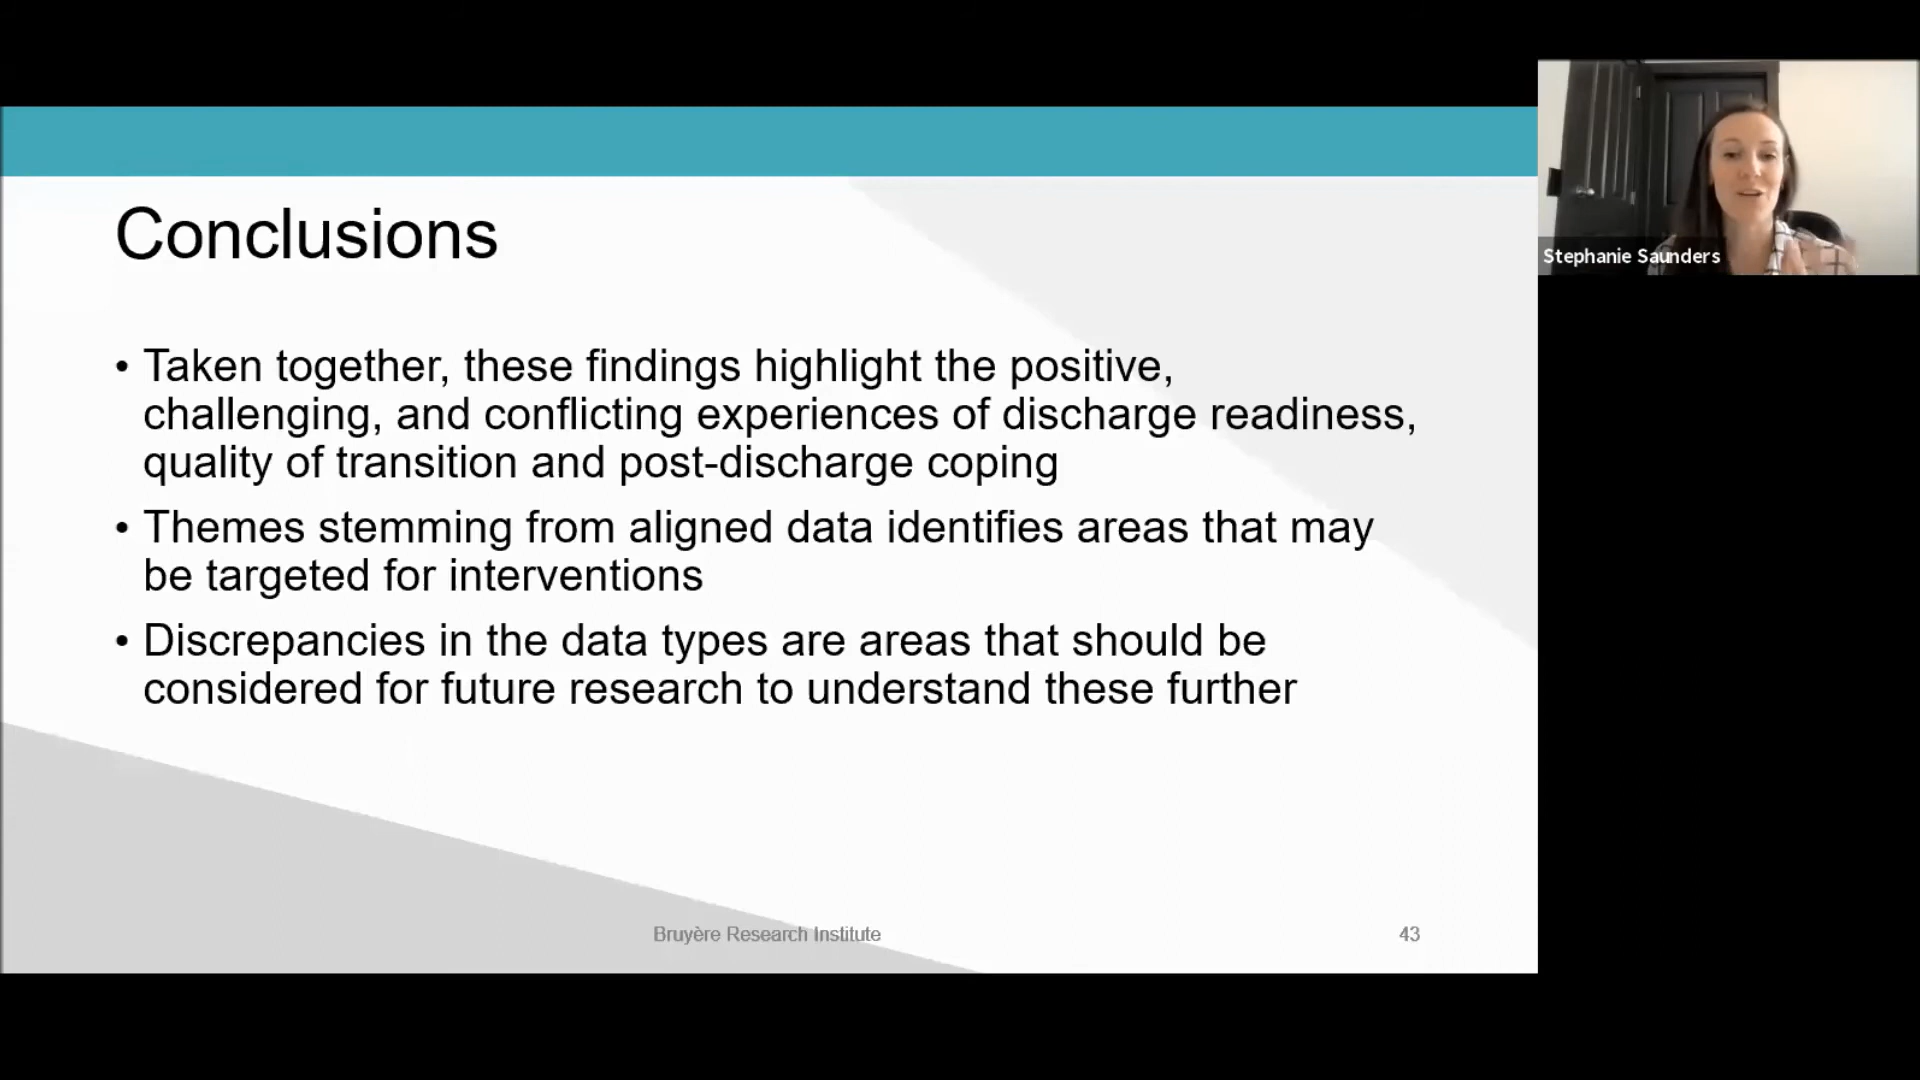 Conclusions
• Taken together, these findings highlight the positive,
challenging, and conflicting experiences of discharge readiness,
quality of transition and post-discharge coping
• Themes stemming from aligned data identifies areas that may
be targeted for interventions
• Discrepancies in the data types are areas that should be
considered for future research to understand these further
Bruyère Research Institute
43
Stephanie Saunders